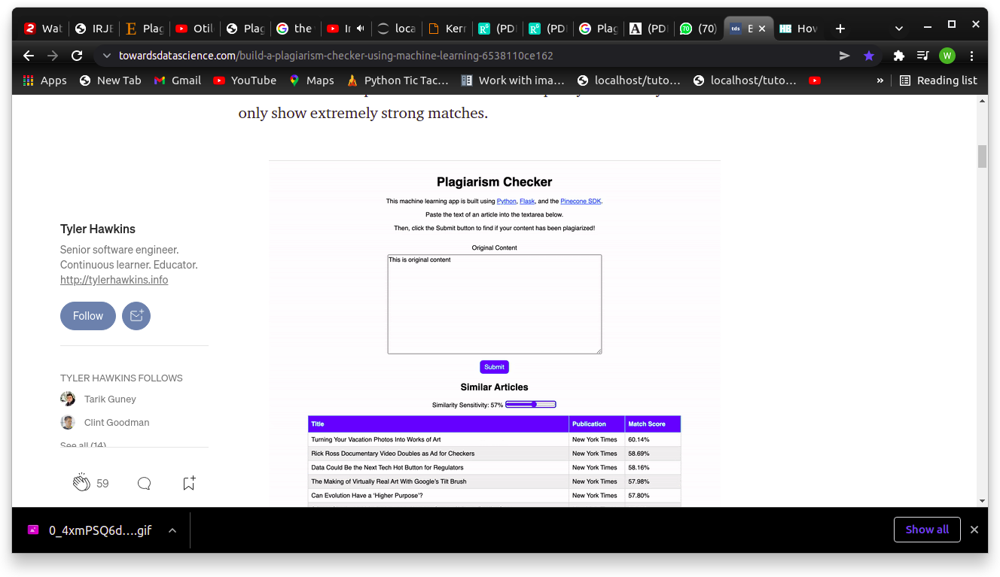 Wat
IRJE
Plag
Otil
Plag
the
Ir
loca
Kerr
(PDI
(PDI
Plag
(PDI
(70)
E
Hov
towardsdatascience.com/build-a-plagiarism-checker-using-machine-learning-6538110ce162
W
Apps
New Tab
Gmail
YouTube
Maps
Python Tic Tac...
Work with ima...
localhost/tuto...
localhost/tuto...
»
Reading list
only show extremely strong matches.
Tyler Hawkins
Senior software engineer.
Continuous learner. Educator.
http://tylerhawkins.info
Follow
TYLER HAWKINS FOLLOWS
Tarik Guney
Clint Goodman
See all (14)
59
Plagiarism Checker
This machine learning app is built using Python, Flask, and the Pinecone SDK.
Paste the text of an article into the textarea below.
Then, click the Submit button to find if your content has been plagiarized!
Original Content
This is original content
Submit
Similar Articles
Similarity Sensitivity: 57%
Title Publication Match Score
Turning Your Vacation Photos Into Works of Art New York Times 60.14%
Rick Ross Documentary Video Doubles as Ad for Checkers New York Times 58.69%
Data Could Be the Next Tech Hot Button for Regulators New York Times 58.16%
The Making of Virtually Real Art With Google's Tilt Brush New York Times 57.98%
Can Evolution Have a 'Higher Purpose'? New York Times 57.80%
0_4xmPSQ6d....gif
Show all